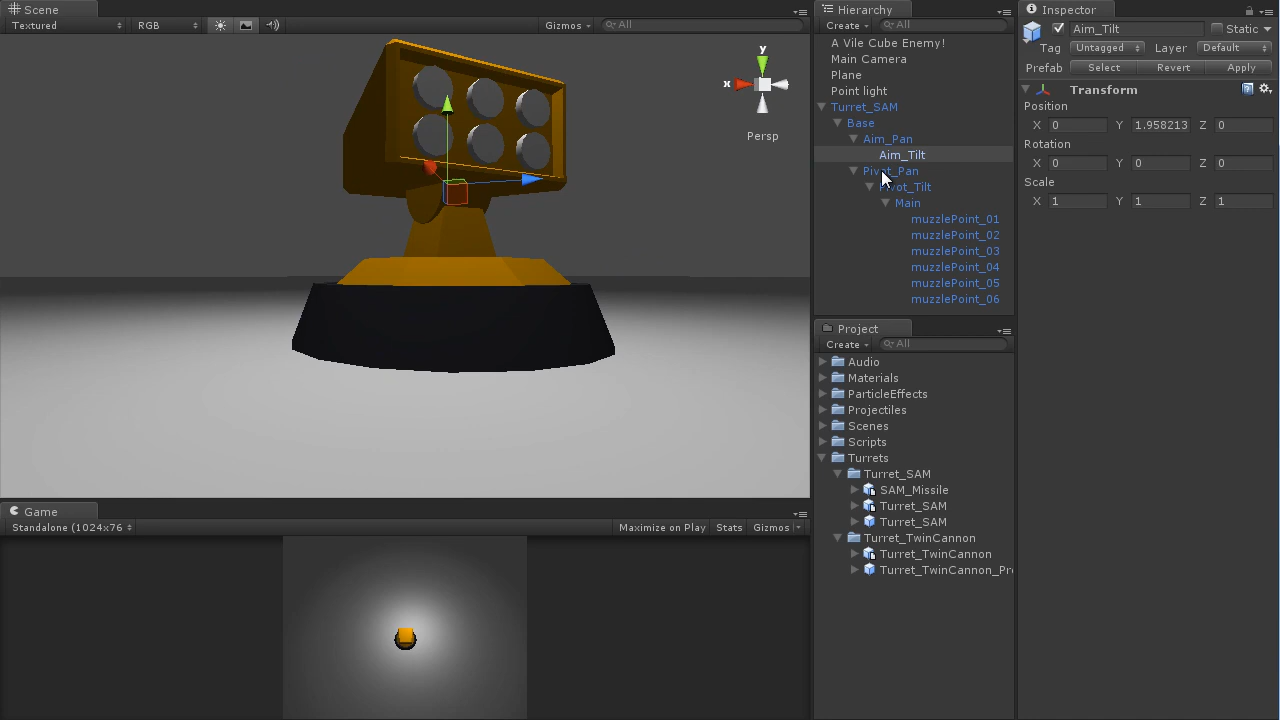 Scene
Textured
RGB
Gizmos
All
y
x
Persp
Game
Standalone (1024x76
Maximize on Play
Stats
Gizmos
Hierarchy
Create
All
A Vile Cube Enemy!
Main Camera
Plane
Point light
Turret_SAM
Base
Aim_Pan
Aim_Tilt
Pivot_Pan
Pivot_Tilt
Main
muzzlePoint_01
muzzlePoint_02
muzzlePoint_03
muzzlePoint_04
muzzlePoint_05
muzzlePoint_06
Project
Create
All
Audio
Materials
ParticleEffects
Projectiles
Scenes
Scripts
Turrets
Turret_SAM
SAM_Missile
Turret_SAM
Turret_SAM
Turret_TwinCannon
Turret_TwinCannon
Turret_TwinCannon_Pr
Inspector
Aim_Tilt
Static
Tag Untagged Layer Default
Prefab Select Revert Apply
Transform
Position
X 0 Y 1.958213 Z 0
Rotation
X 0 Y 0 Z 0
Scale
X 1 Y 1 Z 1